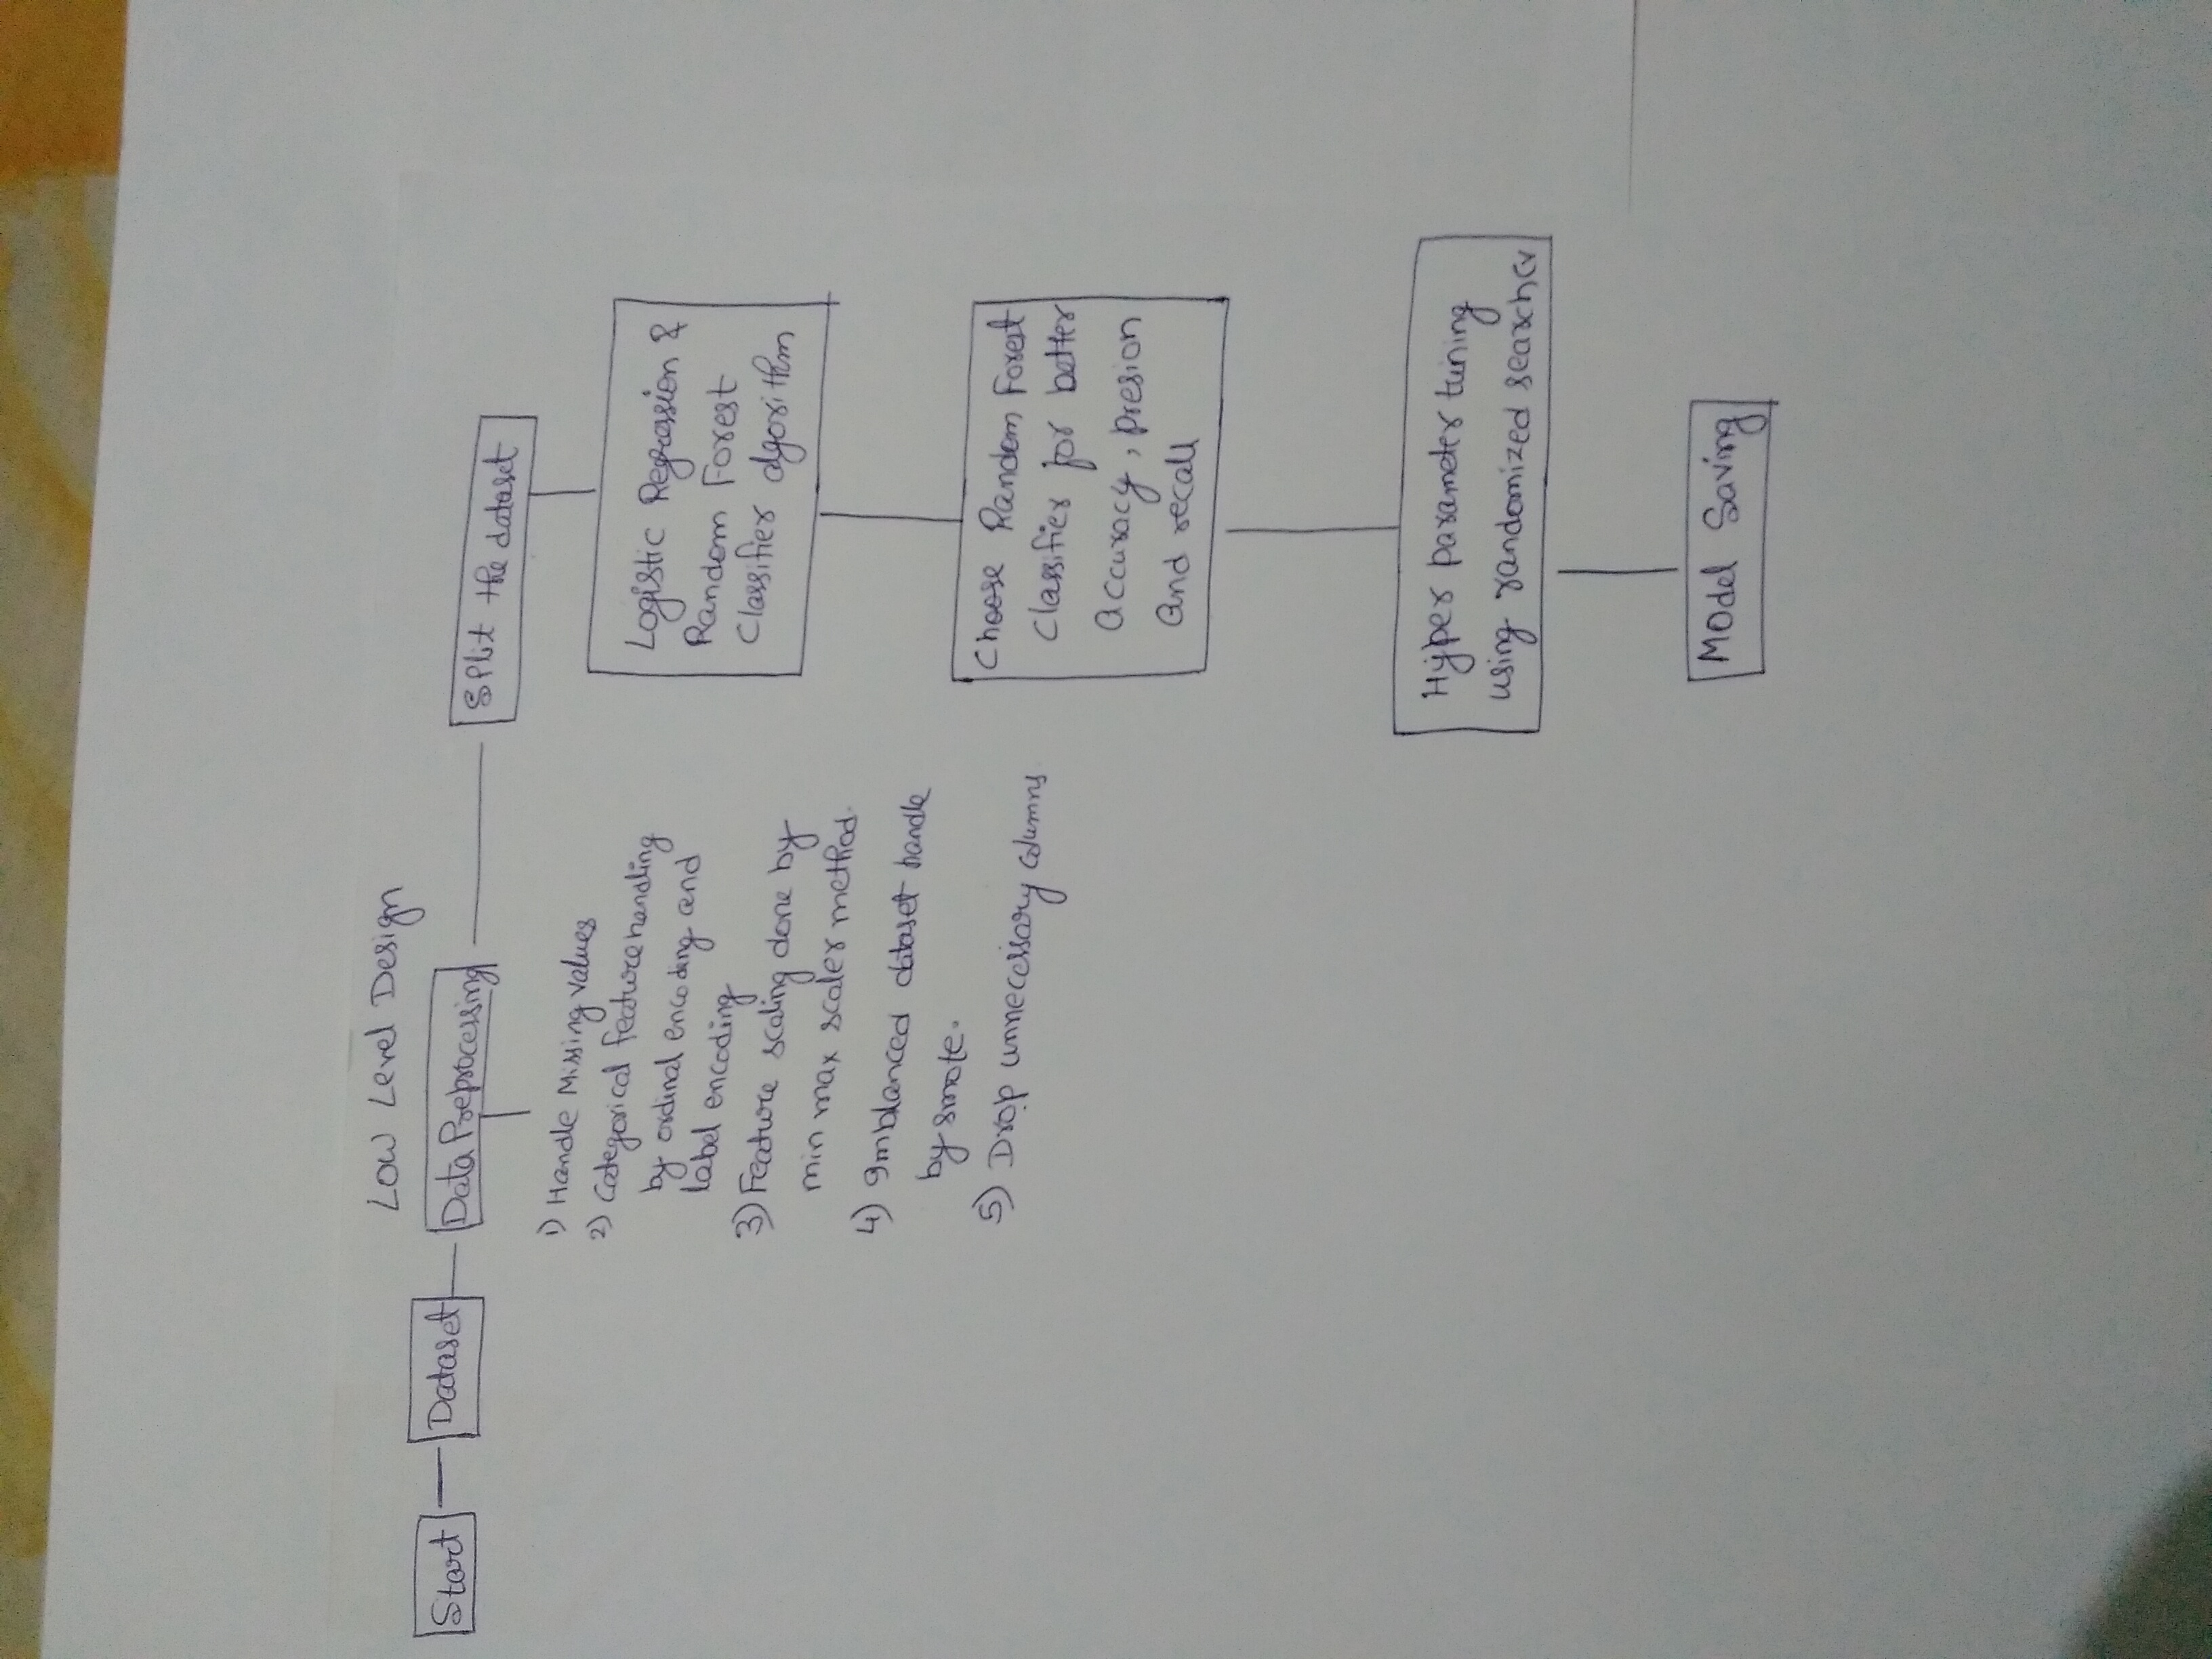 Low Level Design
Start
Dataset
Data Preprocessing
Split the dataset
1) Handle Missing values
2) Categorical feature handling
by ordinal encoding and
label encoding
3) Feature scaling done by
min max scaler method.
4) Imblanced dataset handle
by smote.
5) Drop unnecessary columns
Logistic Regression &
Random Forest
Classifier algorithm
Choose Random Forest
Classifier for better
Accuracy, presion
and recall
Hyper parameter tuning
using randomized searchcv
Model Saving